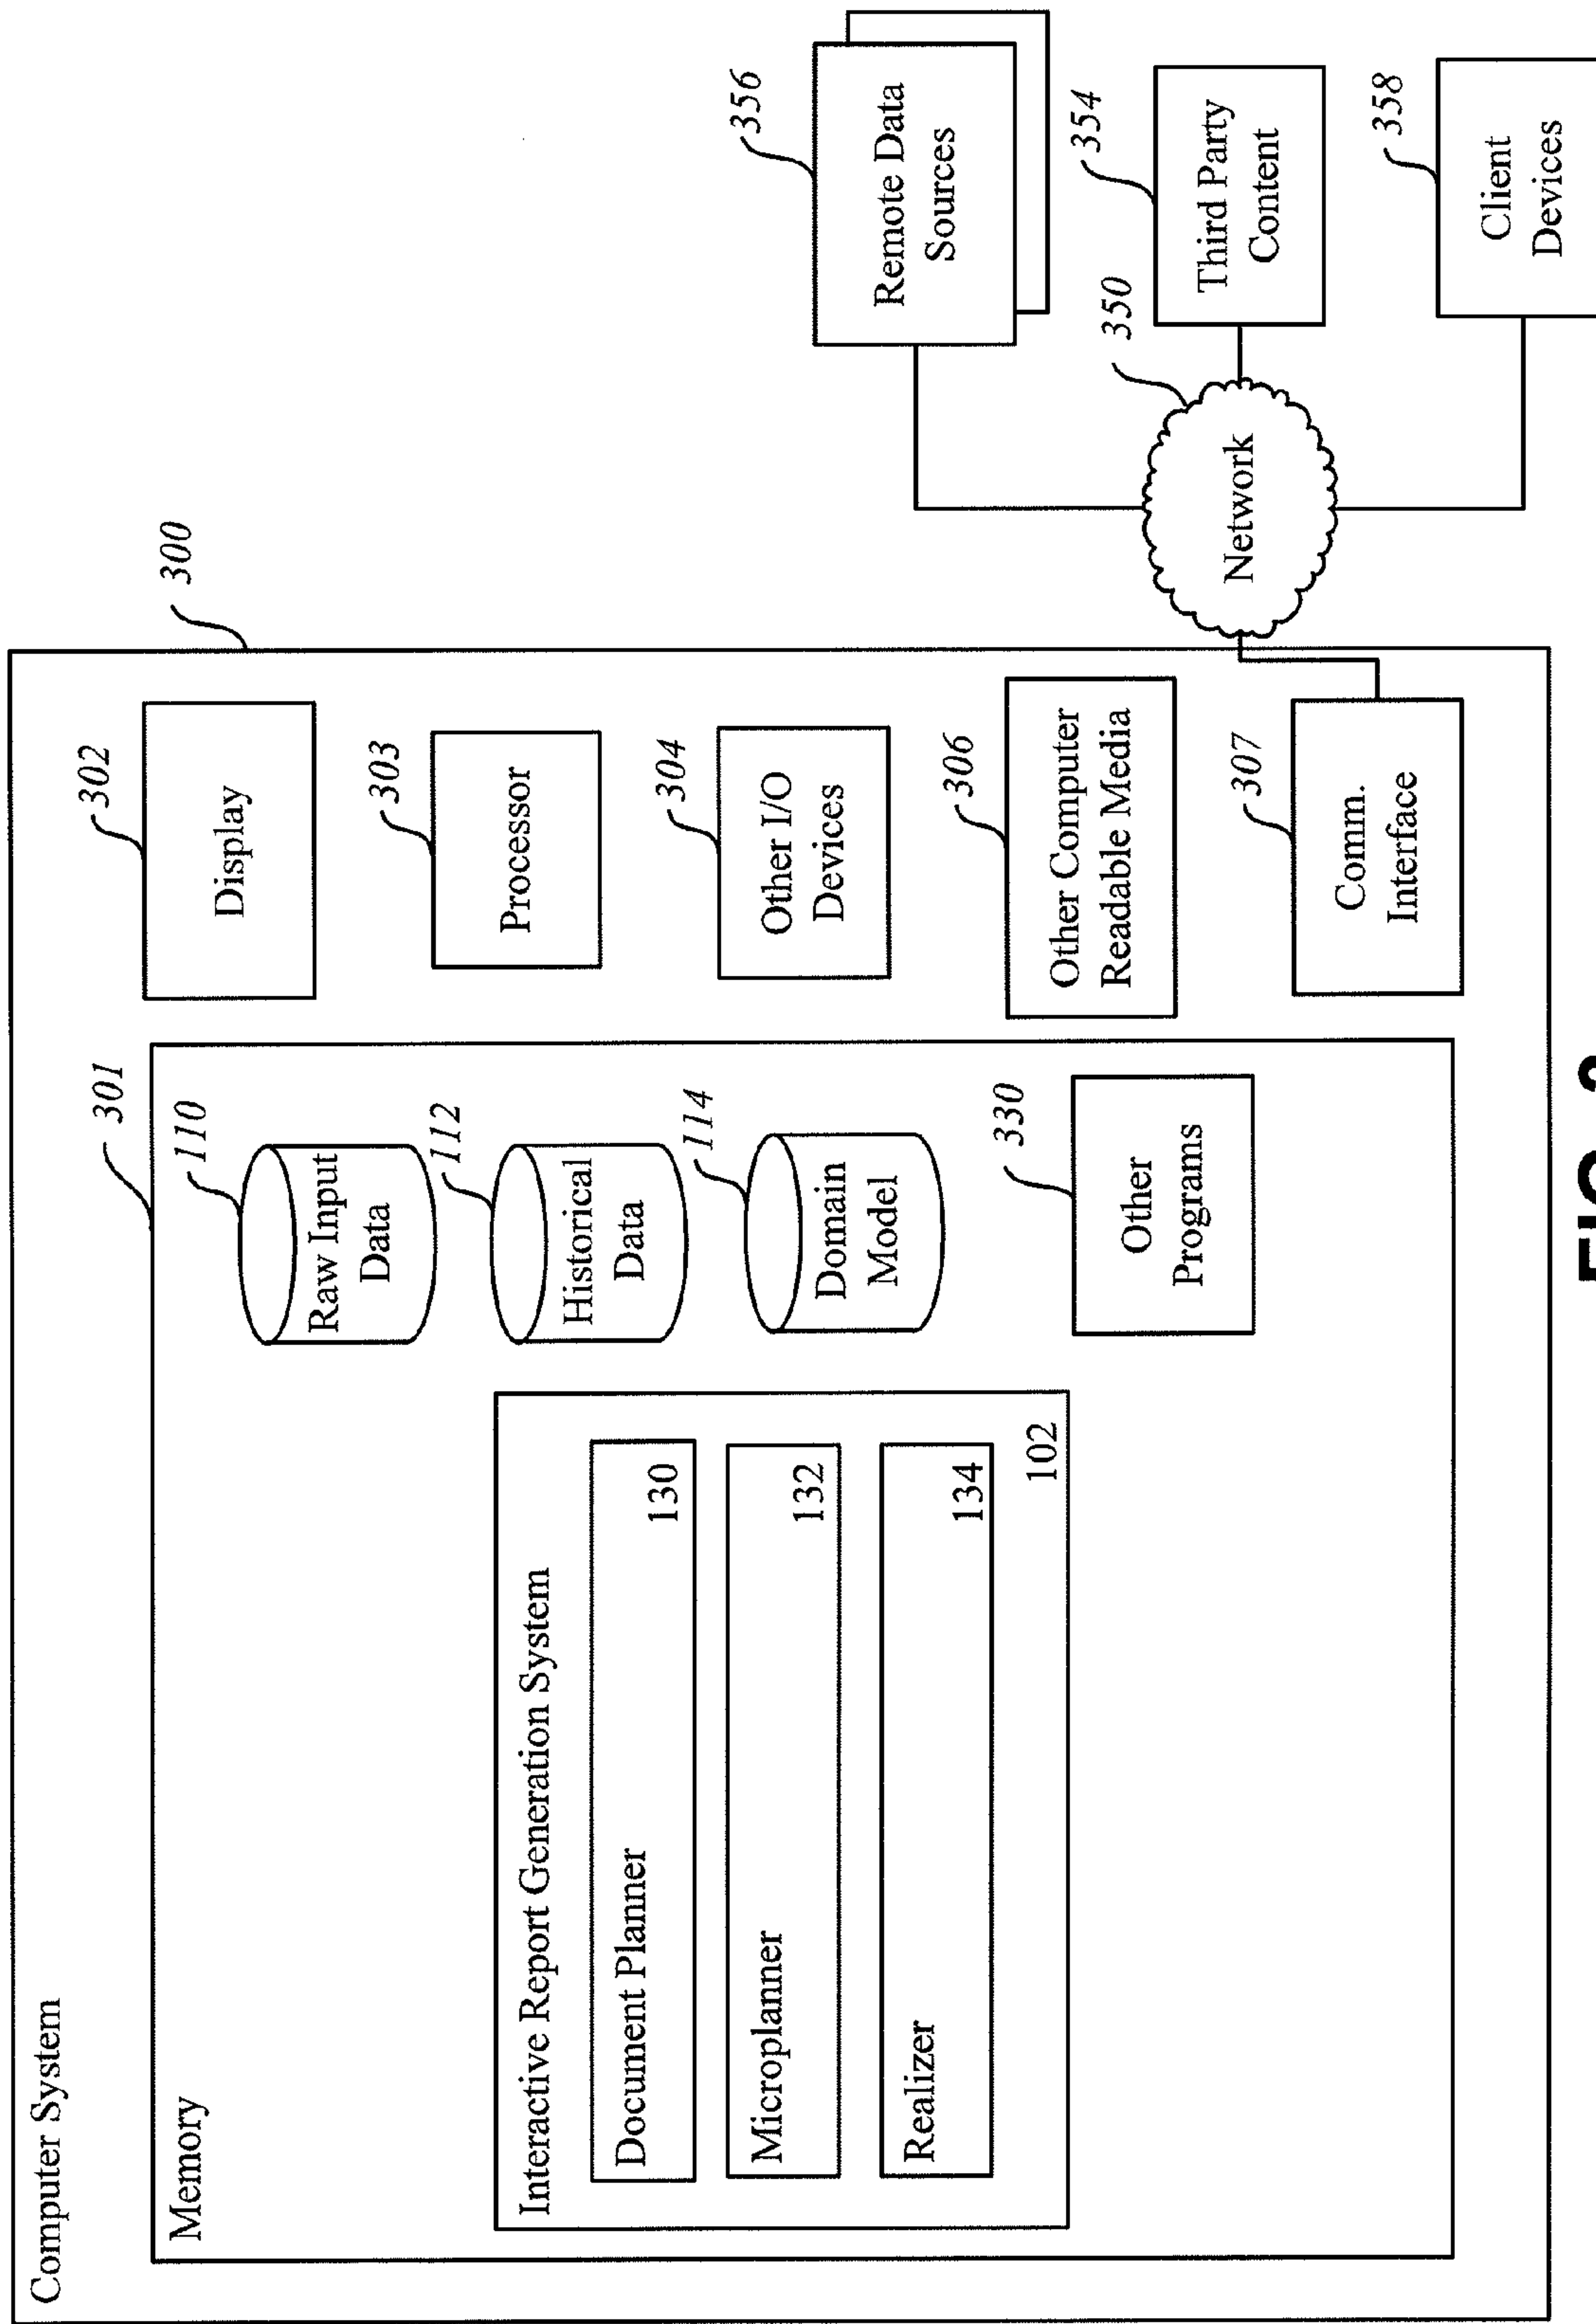 Computer System
300
Memory
301
Interactive Report Generation System
Document Planner
130
Microplanner
132
Realizer
134
102
110
Raw Input
Data
112
Historical
Data
114
Domain
Model
330
Other
Programs
302
Display
303
Processor
304
Other I/O
Devices
306
Other Computer
Readable Media
307
Comm.
Interface
350
Network
356
Remote Data
Sources
354
Third Party
Content
358
Client
Devices
FIG.